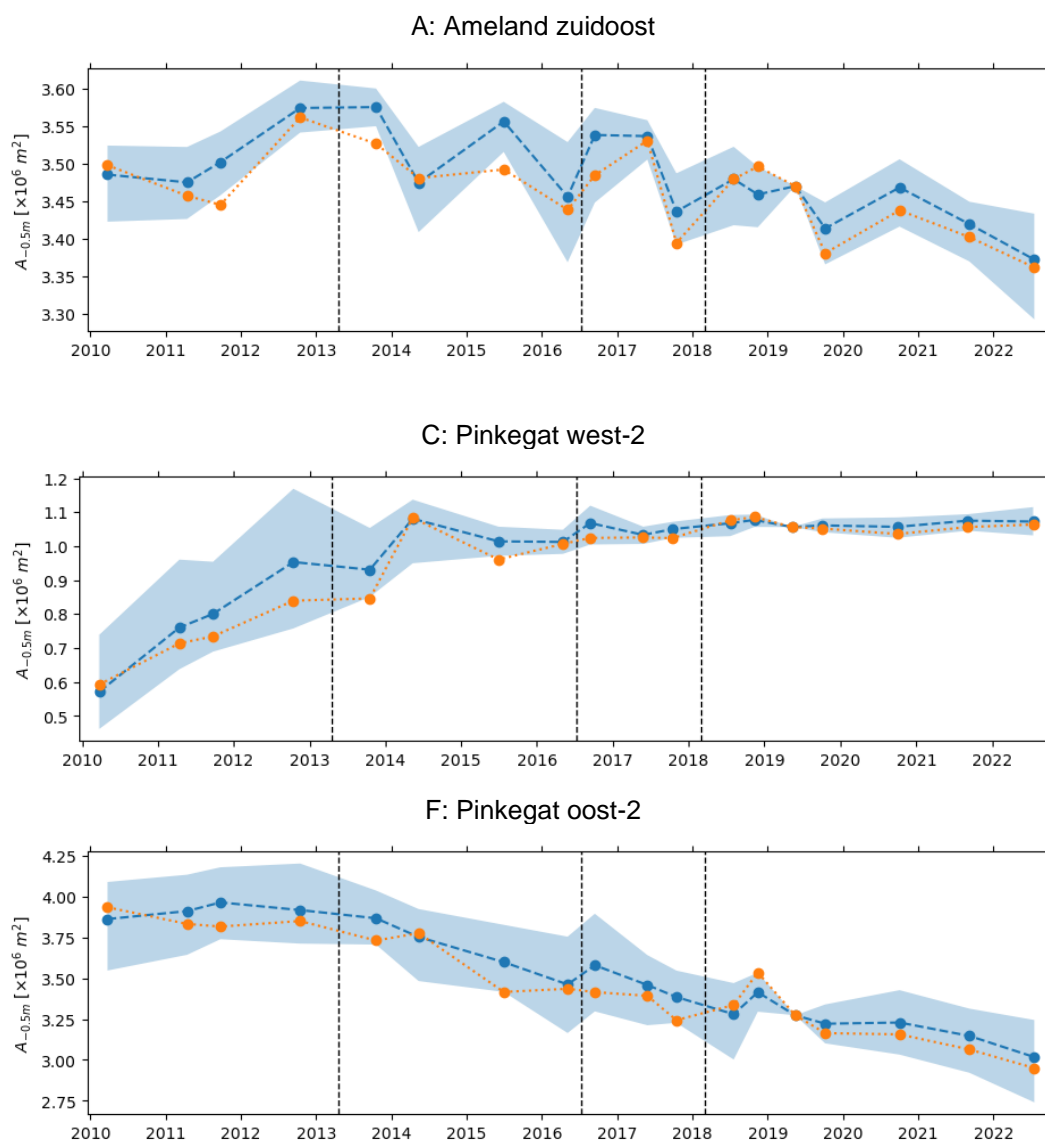 A: Ameland zuidoost
3.60
3.55
3.50
3.45
3.40
3.35
3.30
A₋₀.₅ₘ [×10⁶ m²]
2010 2011 2012 2013 2014 2015 2016 2017 2018 2019 2020 2021 2022
C: Pinkegat west-2
1.2
1.1
1.0
0.9
0.8
0.7
0.6
0.5
A₋₀.₅ₘ [×10⁶ m²]
2010 2011 2012 2013 2014 2015 2016 2017 2018 2019 2020 2021 2022
F: Pinkegat oost-2
4.25
4.00
3.75
3.50
3.25
3.00
2.75
A₋₀.₅ₘ [×10⁶ m²]
2010 2011 2012 2013 2014 2015 2016 2017 2018 2019 2020 2021 2022